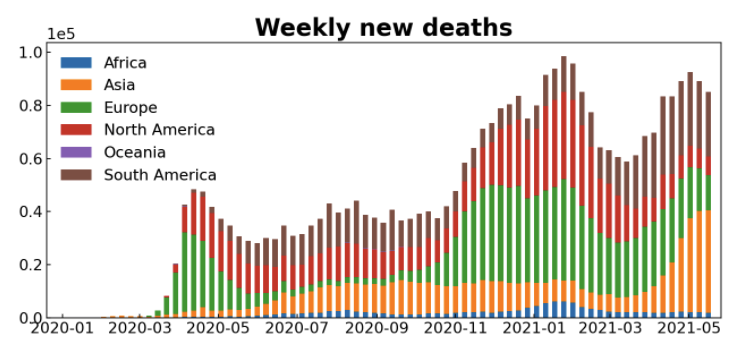 Weekly new deaths
1e5
1.0
0.8
0.6
0.4
0.2
0.0
Africa
Asia
Europe
North America
Oceania
South America
2020-01 2020-03 2020-05 2020-07 2020-09 2020-11 2021-01 2021-03 2021-05